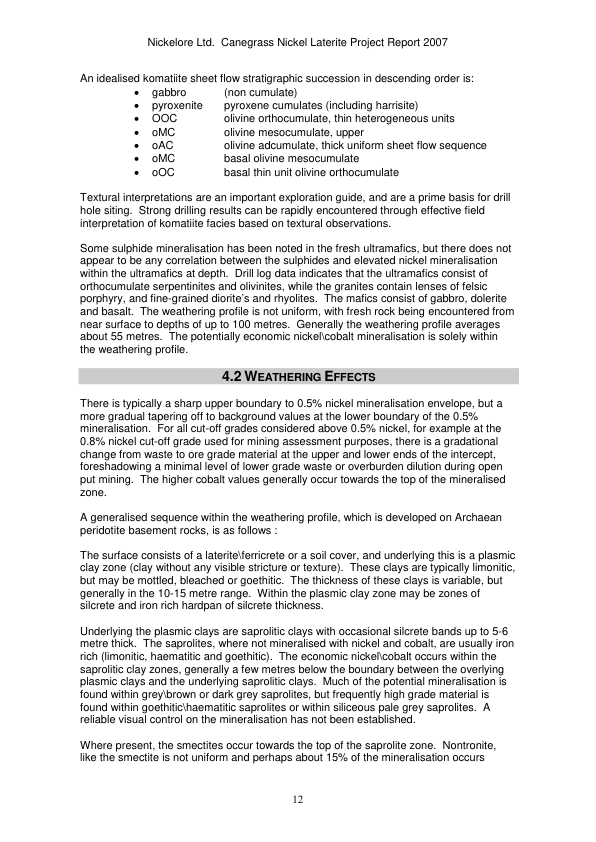 Nickelore Ltd.  Canegrass Nickel Laterite Project Report 2007
An idealised komatiite sheet flow stratigraphic succession in descending order is:
• gabbro (non cumulate)
• pyroxenite pyroxene cumulates (including harrisite)
• OOC olivine orthocumulate, thin heterogeneous units
• oMC olivine mesocumulate, upper
• oAC olivine adcumulate, thick uniform sheet flow sequence
• oMC basal olivine mesocumulate
• oOC basal thin unit olivine orthocumulate
Textural interpretations are an important exploration guide, and are a prime basis for drill
hole siting.  Strong drilling results can be rapidly encountered through effective field
interpretation of komatiite facies based on textural observations.
Some sulphide mineralisation has been noted in the fresh ultramafics, but there does not
appear to be any correlation between the sulphides and elevated nickel mineralisation
within the ultramafics at depth.  Drill log data indicates that the ultramafics consist of
orthocumulate serpentinites and olivinites, while the granites contain lenses of felsic
porphyry, and fine-grained diorite's and rhyolites.  The mafics consist of gabbro, dolerite
and basalt.  The weathering profile is not uniform, with fresh rock being encountered from
near surface to depths of up to 100 metres.  Generally the weathering profile averages
about 55 metres.  The potentially economic nickel\cobalt mineralisation is solely within
the weathering profile.
4.2 WEATHERING EFFECTS
There is typically a sharp upper boundary to 0.5% nickel mineralisation envelope, but a
more gradual tapering off to background values at the lower boundary of the 0.5%
mineralisation.  For all cut-off grades considered above 0.5% nickel, for example at the
0.8% nickel cut-off grade used for mining assessment purposes, there is a gradational
change from waste to ore grade material at the upper and lower ends of the intercept,
foreshadowing a minimal level of lower grade waste or overburden dilution during open
put mining.  The higher cobalt values generally occur towards the top of the mineralised
zone.
A generalised sequence within the weathering profile, which is developed on Archaean
peridotite basement rocks, is as follows :
The surface consists of a laterite\ferricrete or a soil cover, and underlying this is a plasmic
clay zone (clay without any visible stricture or texture).  These clays are typically limonitic,
but may be mottled, bleached or goethitic.  The thickness of these clays is variable, but
generally in the 10-15 metre range.  Within the plasmic clay zone may be zones of
silcrete and iron rich hardpan of silcrete thickness.
Underlying the plasmic clays are saprolitic clays with occasional silcrete bands up to 5-6
metre thick.  The saprolites, where not mineralised with nickel and cobalt, are usually iron
rich (limonitic, haematitic and goethitic).  The economic nickel\cobalt occurs within the
saprolitic clay zones, generally a few metres below the boundary between the overlying
plasmic clays and the underlying saprolitic clays.  Much of the potential mineralisation is
found within grey\brown or dark grey saprolites, but frequently high grade material is
found within goethitic\haematitic saprolites or within siliceous pale grey saprolites.  A
reliable visual control on the mineralisation has not been established.
Where present, the smectites occur towards the top of the saprolite zone.  Nontronite,
like the smectite is not uniform and perhaps about 15% of the mineralisation occurs
12